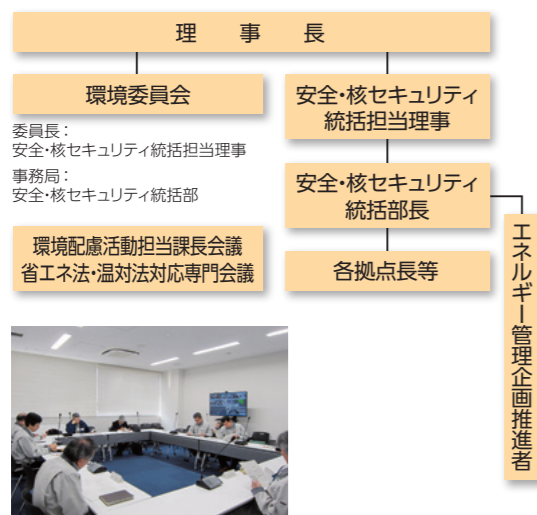 理事長
環境委員会
委員長：
安全・核セキュリティ統括担当理事
事務局：
安全・核セキュリティ統括部
環境配慮活動担当課長会議
省エネ法・温対法対応専門会議
安全・核セキュリティ
統括担当理事
安全・核セキュリティ
統括部長
各拠点長等
エネルギー管理企画推進者